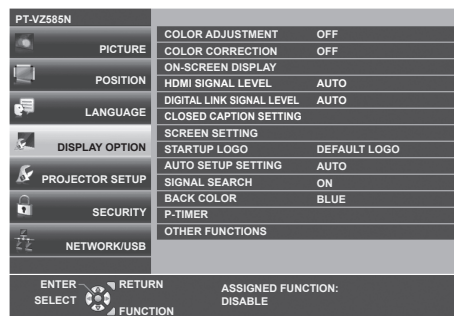 PT-VZ585N
PICTURE
POSITION
LANGUAGE
DISPLAY OPTION
PROJECTOR SETUP
SECURITY
NETWORK/USB
COLOR ADJUSTMENT OFF
COLOR CORRECTION OFF
ON-SCREEN DISPLAY
HDMI SIGNAL LEVEL AUTO
DIGITAL LINK SIGNAL LEVEL AUTO
CLOSED CAPTION SETTING
SCREEN SETTING
STARTUP LOGO DEFAULT LOGO
AUTO SETUP SETTING AUTO
SIGNAL SEARCH ON
BACK COLOR BLUE
P-TIMER
OTHER FUNCTIONS
ENTER RETURN
SELECT
FUNCTION
ASSIGNED FUNCTION:
DISABLE